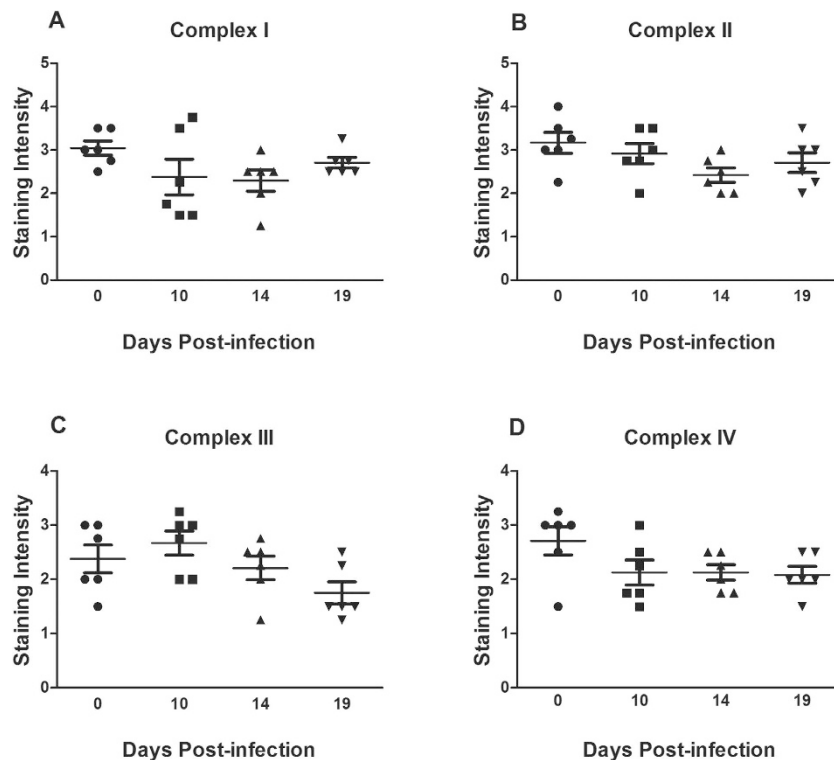 A
Complex I
Staining Intensity
5
4
3
2
1
0
0 10 14 19
Days Post-infection
B
Complex II
Staining Intensity
5
4
3
2
1
0
0 10 14 19
Days Post-infection
C
Complex III
Staining Intensity
4
3
2
1
0
0 10 14 19
Days Post-infection
D
Complex IV
Staining Intensity
4
3
2
1
0
0 10 14 19
Days Post-infection